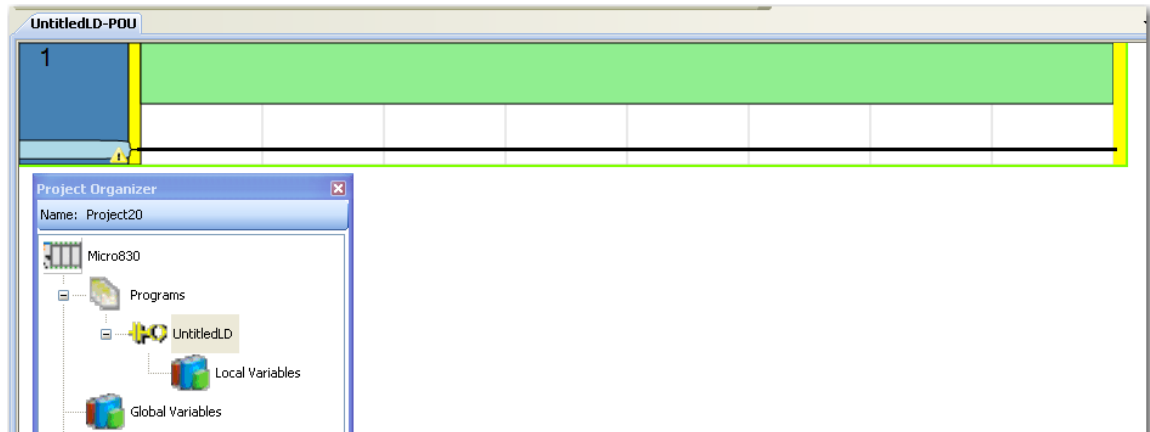 UntitledLD-POU
1
Project Organizer
Name: Project20
Micro830
Programs
UntitledLD
Local Variables
Global Variables